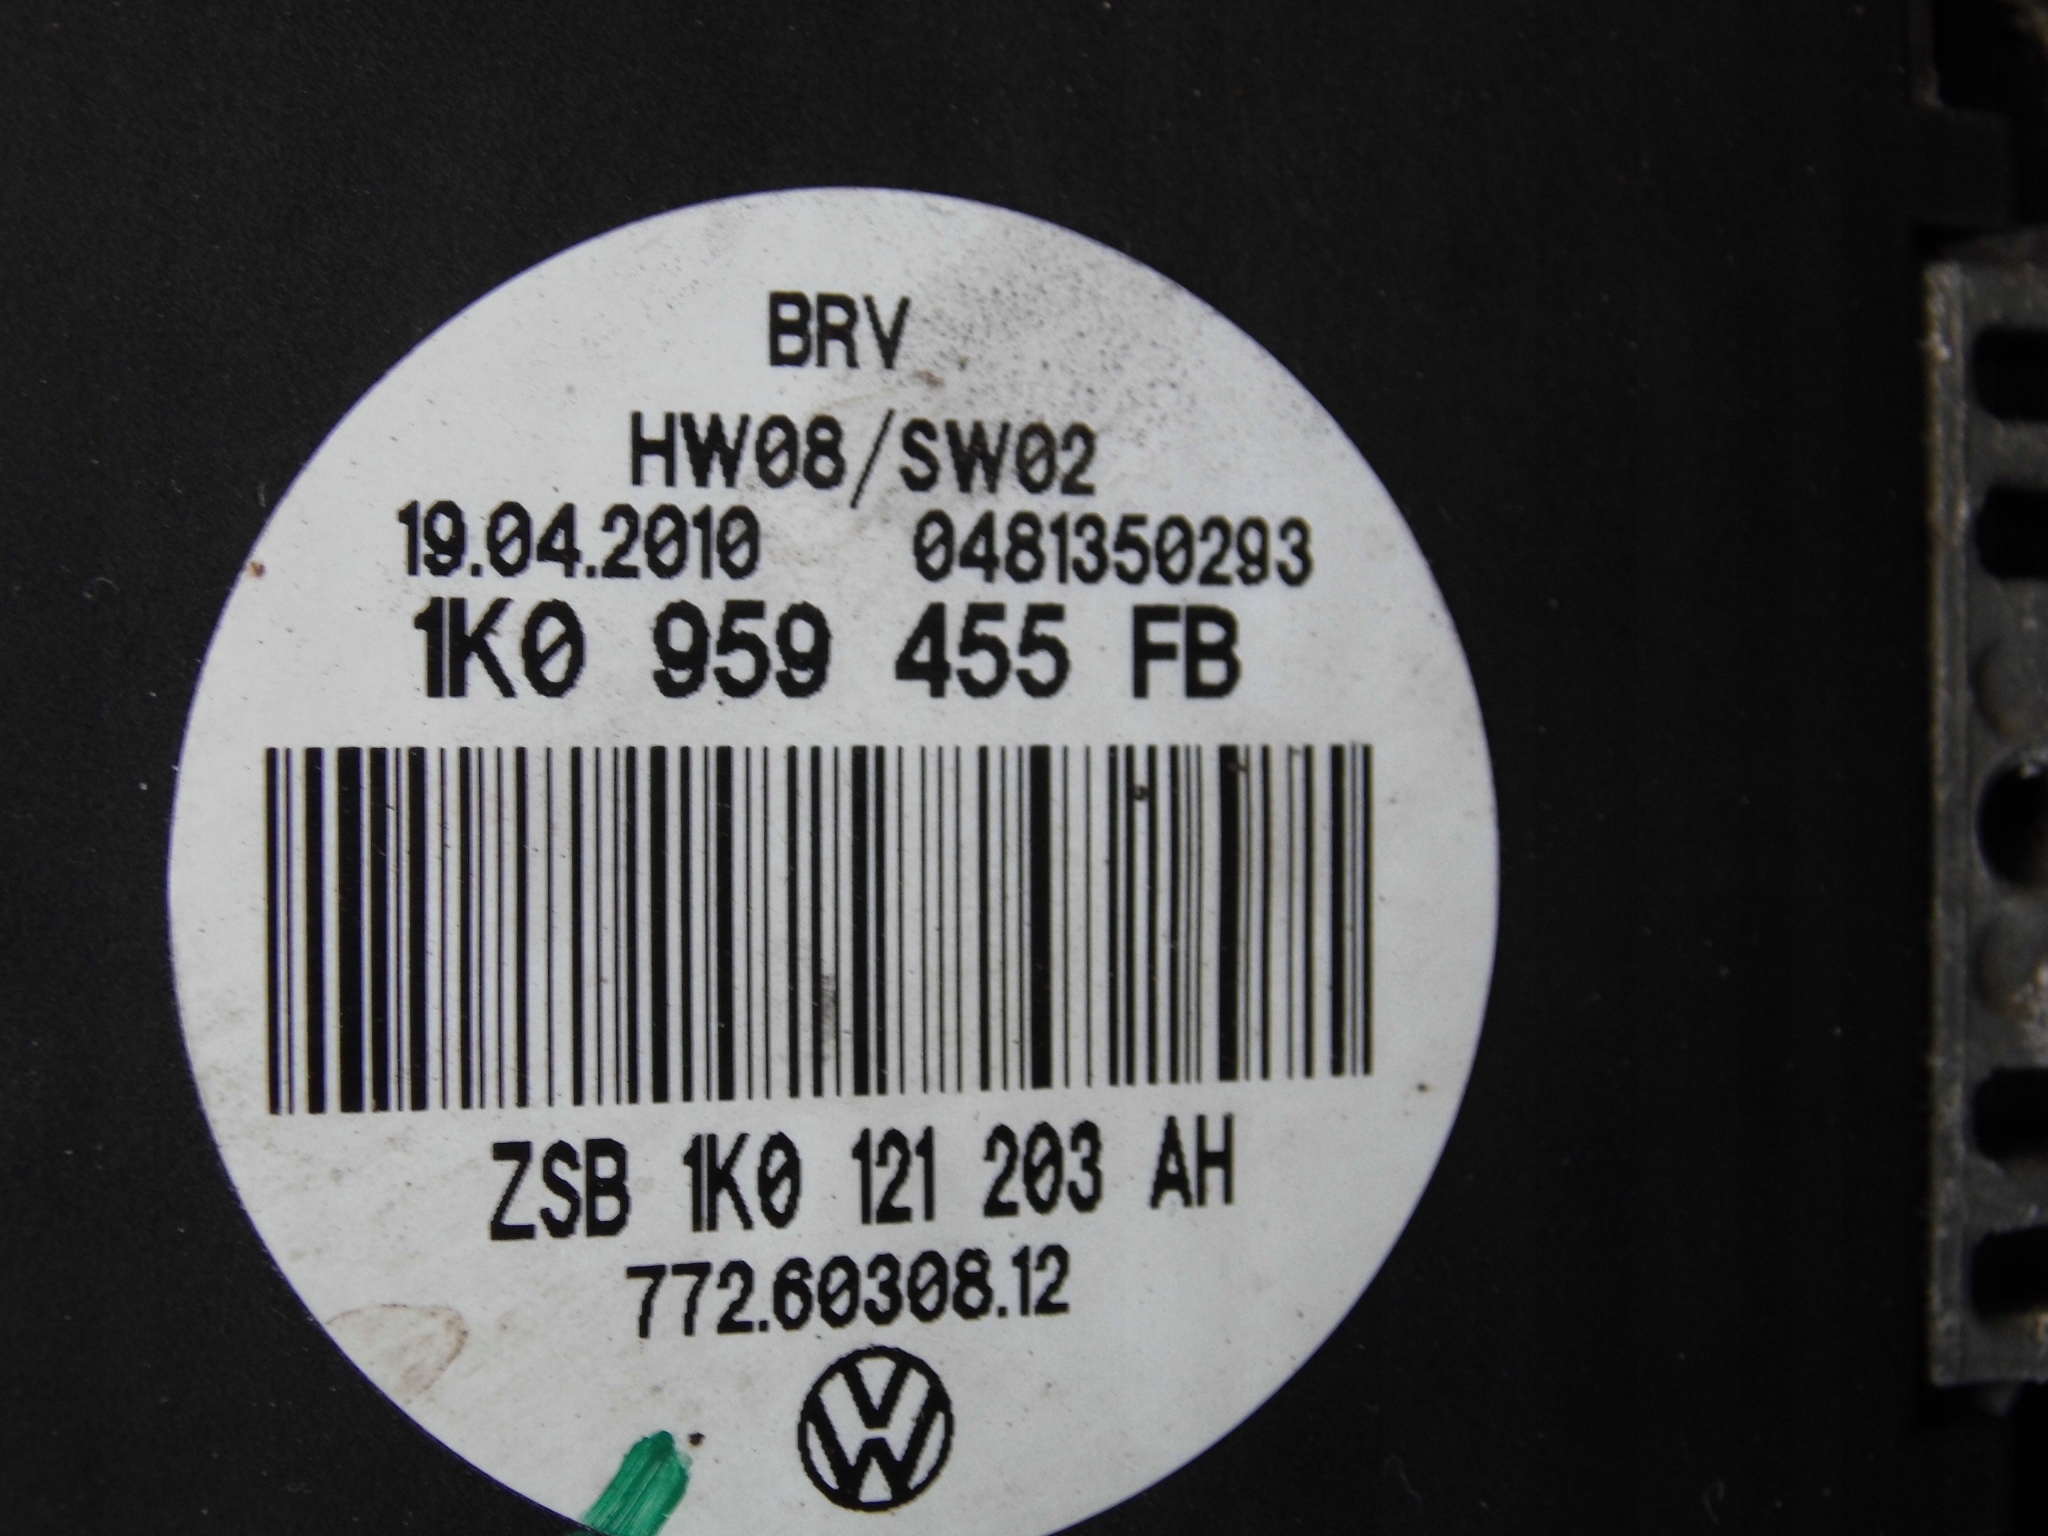 BRV
HW08/SW02
19.04.2010 0481350293
1K0 959 455 FB
ZSB 1K0 121 203 AH
772.60308.12
VW